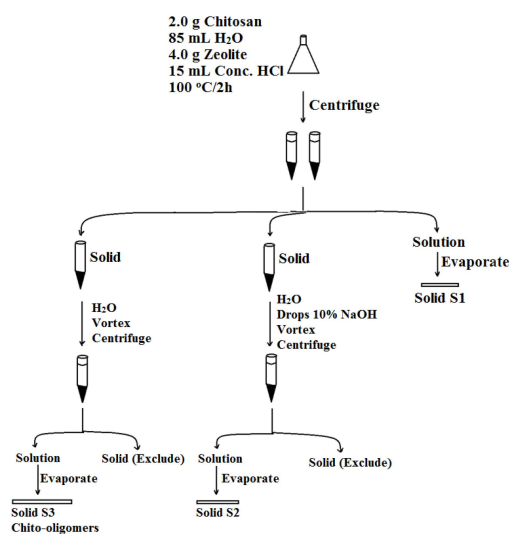 2.0 g Chitosan
85 mL H₂O
4.0 g Zeolite
15 mL Conc. HCl
100 °C/2h
Centrifuge
Solid
Solid
Solution
Evaporate
Solid S1
H₂O
Vortex
Centrifuge
H₂O
Drops 10% NaOH
Vortex
Centrifuge
Solution
Solid (Exclude)
Evaporate
Solid S3
Chito-oligomers
Solution
Solid (Exclude)
Evaporate
Solid S2